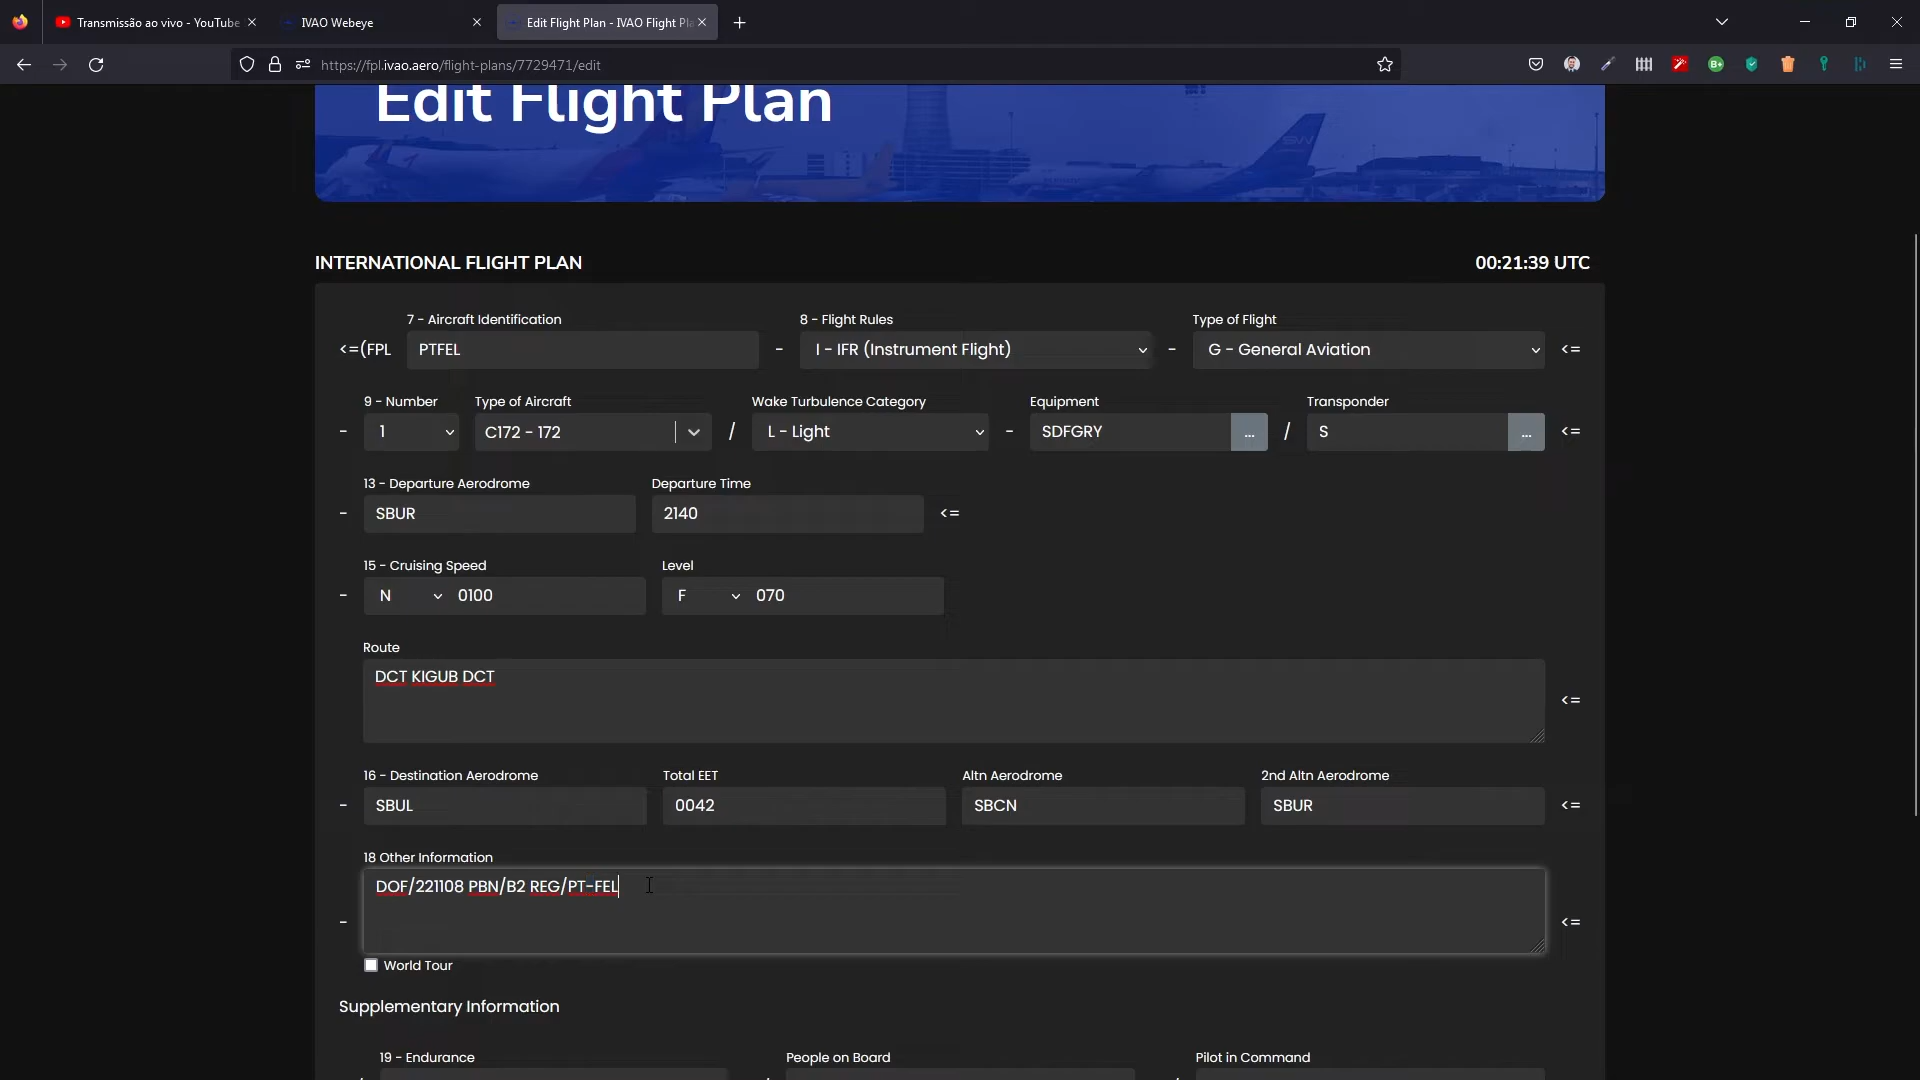 Transmissão ao vivo - YouTube
IVAO Webeye
Edit Flight Plan - IVAO Flight Pla
https://fpl.ivao.aero/flight-plans/7729471/edit
Edit Flight Plan
INTERNATIONAL FLIGHT PLAN
00:21:39 UTC
7 - Aircraft Identification
8 - Flight Rules
Type of Flight
<=(FPL PTFEL - I - IFR (Instrument Flight) - G - General Aviation <=
9 - Number
Type of Aircraft
Wake Turbulence Category
Equipment
Transponder
- 1 C172 - 172 / L - Light - SDFGRY ... / S ... <=
13 - Departure Aerodrome
Departure Time
- SBUR 2140 <=
15 - Cruising Speed
Level
- N 0100 F 070
Route
DCT KIGUB DCT
<=
16 - Destination Aerodrome
Total EET
Altn Aerodrome
2nd Altn Aerodrome
- SBUL 0042 SBCN SBUR <=
18 Other Information
DOF/221108 PBN/B2 REG/PT-FEL
- <=
World Tour
Supplementary Information
19 - Endurance
People on Board
Pilot in Command